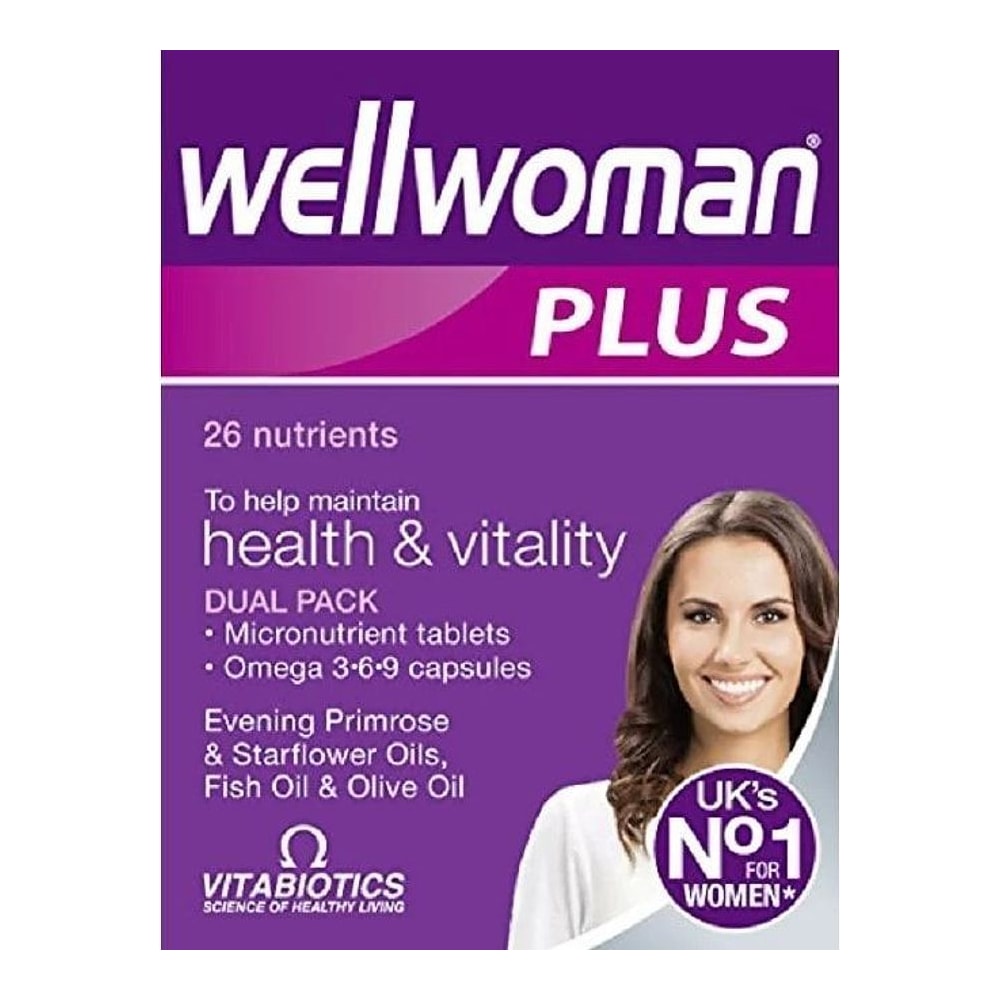 wellwoman®
PLUS
26 nutrients
To help maintain
health & vitality
DUAL PACK
• Micronutrient tablets
• Omega 3•6•9 capsules
Evening Primrose
& Starflower Oils,
Fish Oil & Olive Oil
VITABIOTICS
SCIENCE OF HEALTHY LIVING
UK's
Nº1
FOR
WOMEN*